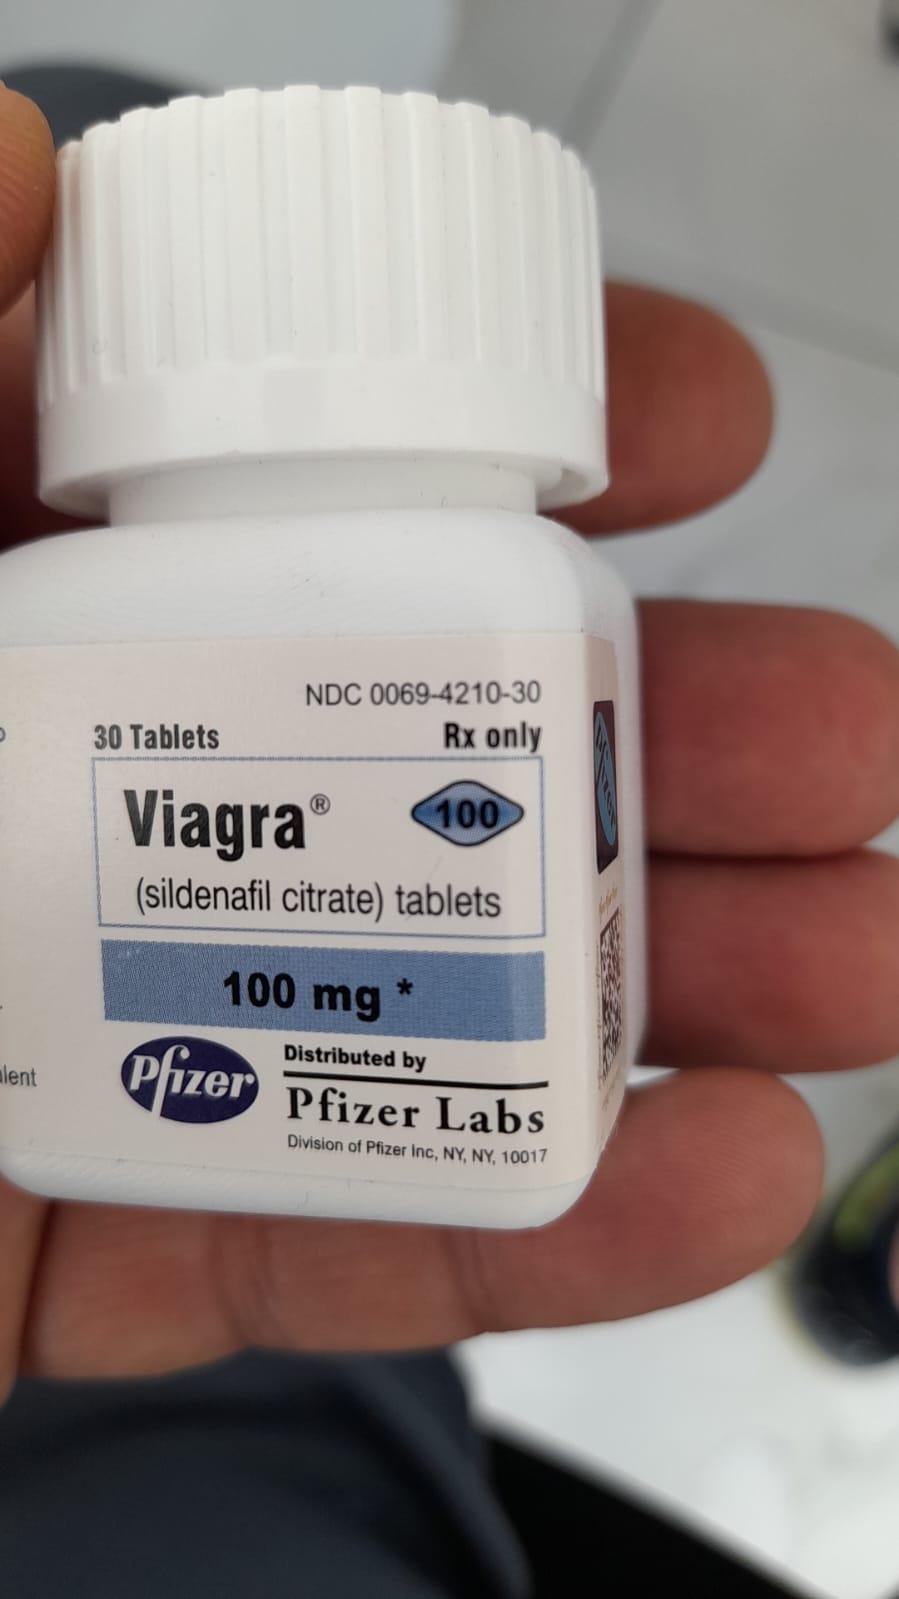 NDC 0069-4210-30
30 Tablets Rx only
Viagra® 100
(sildenafil citrate) tablets
100 mg *
Pfizer
Distributed by
Pfizer Labs
Division of Pfizer Inc, NY, NY, 10017
Pfizer